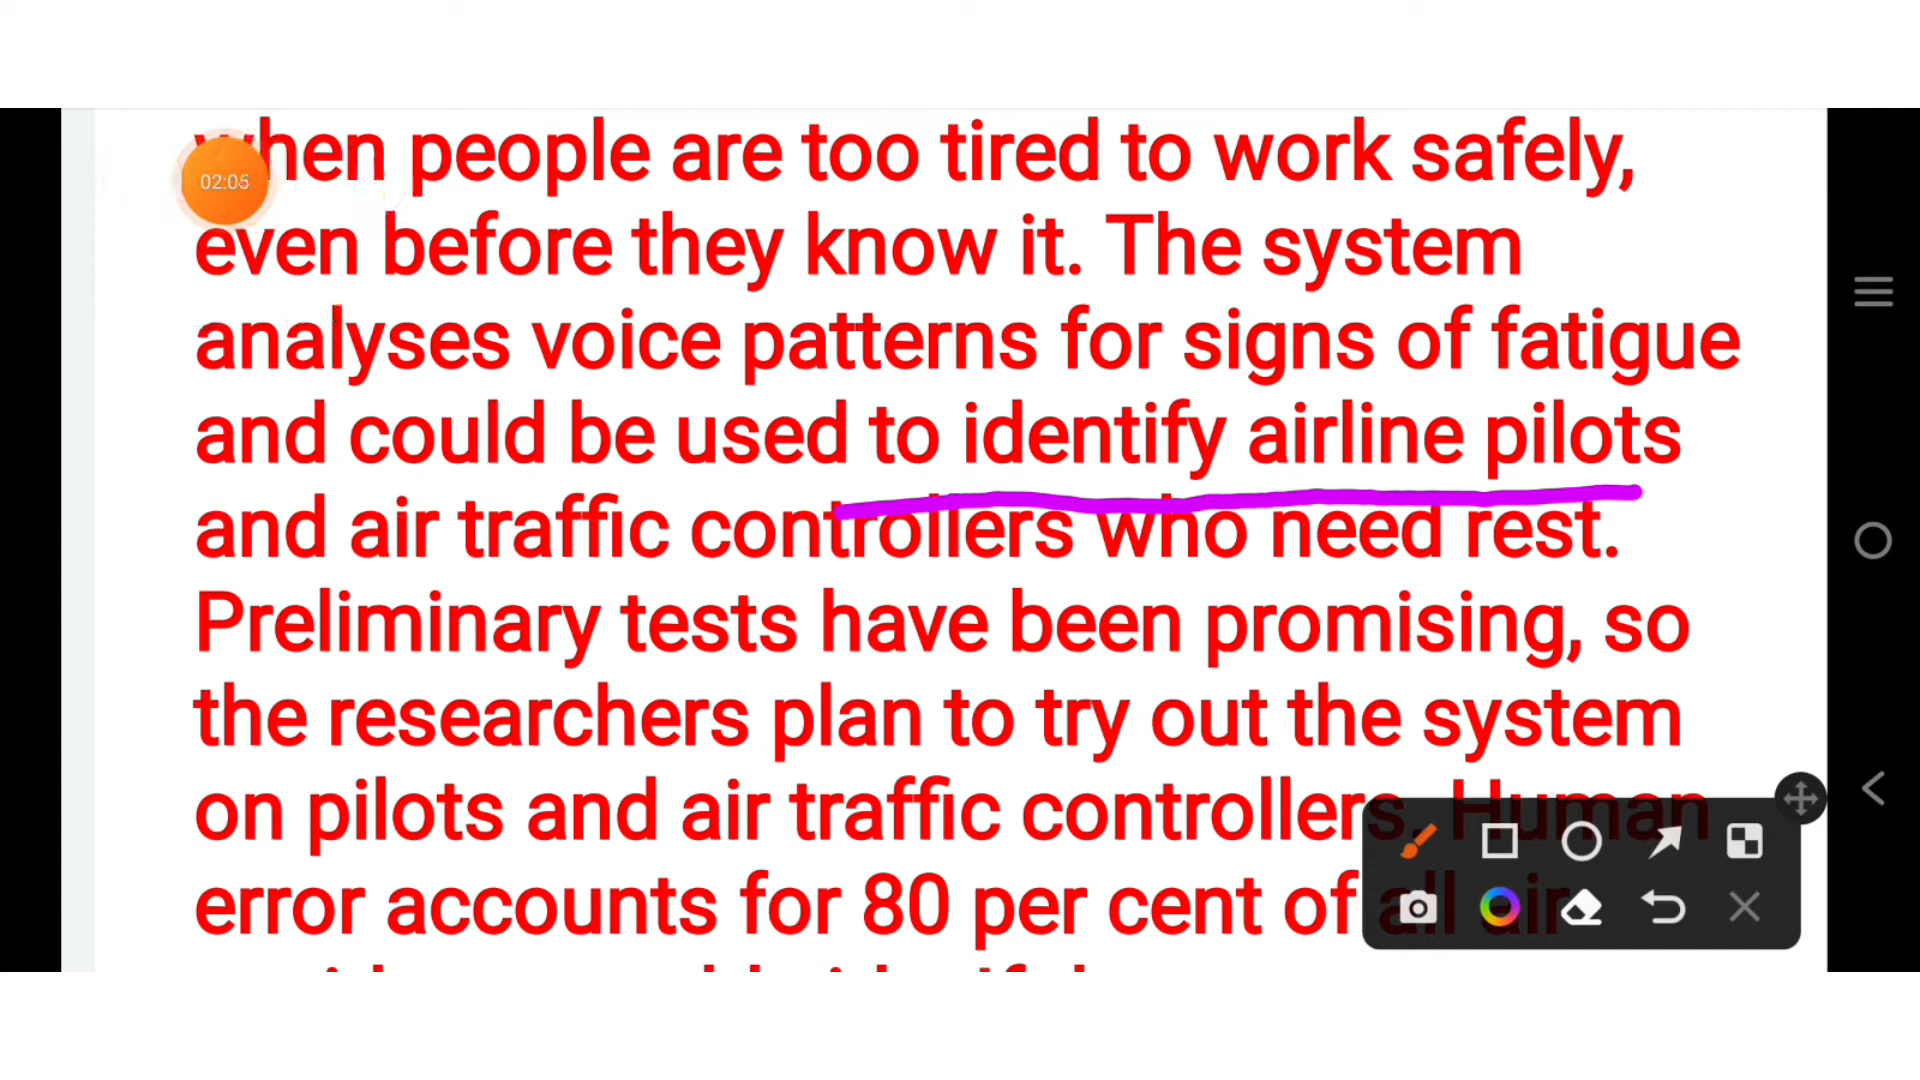 when people are too tired to work safely,
02:05
even before they know it. The system
analyses voice patterns for signs of fatigue
and could be used to identify airline pilots
and air traffic controllers who need rest.
Preliminary tests have been promising, so
the researchers plan to try out the system
on pilots and air traffic controllers. Human
error accounts for 80 per cent of all air